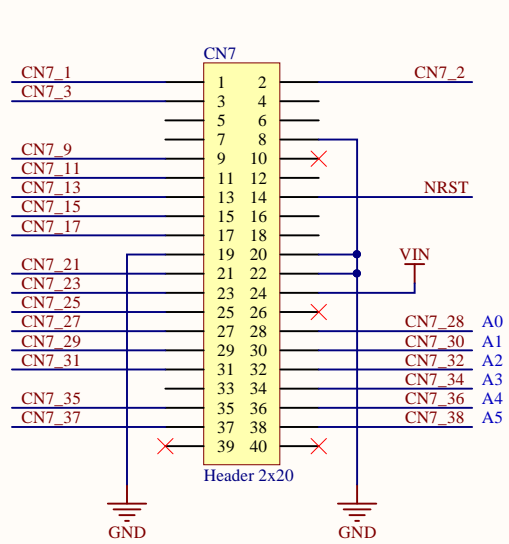 CN7
CN7_1 1 2 CN7_2
CN7_3 3 4
5 6
7 8
CN7_9 9 10
CN7_11 11 12
CN7_13 13 14 NRST
CN7_15 15 16
CN7_17 17 18
19 20 VIN
CN7_21 21 22
CN7_23 23 24
CN7_25 25 26
CN7_27 27 28 CN7_28 A0
CN7_29 29 30 CN7_30 A1
CN7_31 31 32 CN7_32 A2
33 34 CN7_34 A3
CN7_35 35 36 CN7_36 A4
CN7_37 37 38 CN7_38 A5
39 40
Header 2x20
GND GND